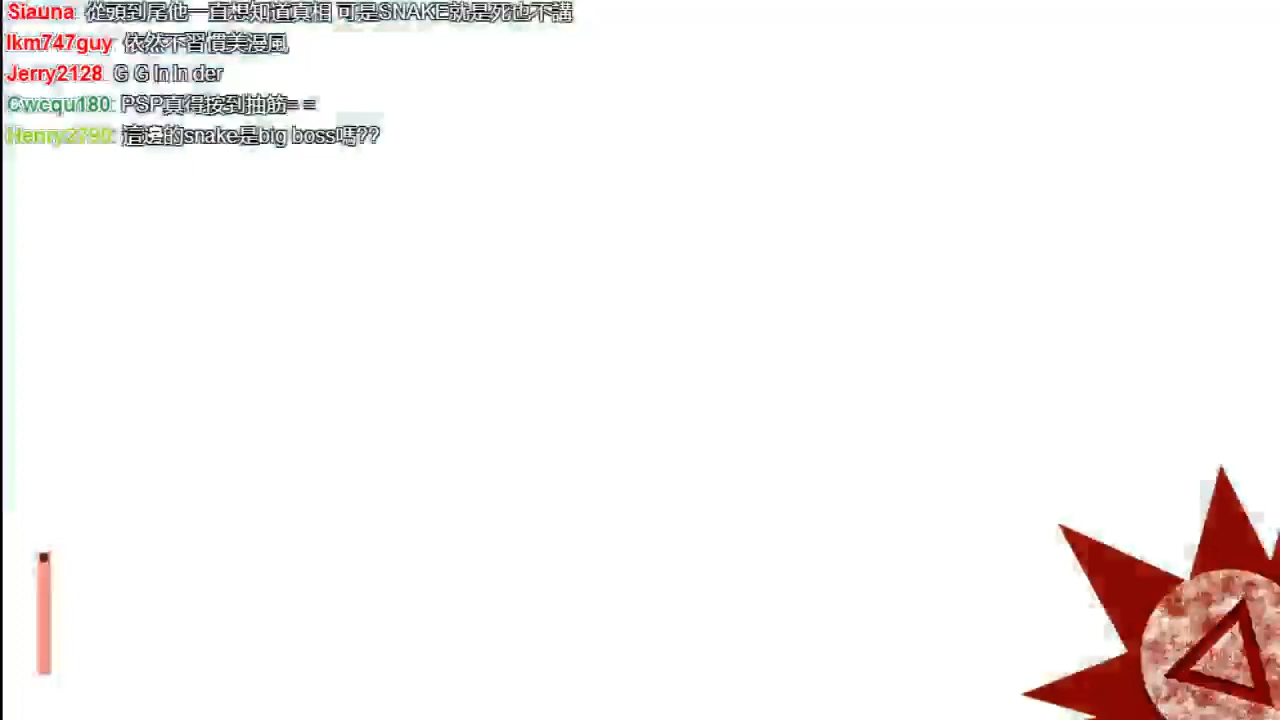 Siauna: 從頭到尾他一直想知道真相 可是SNAKE就是死也不講
lkm747guy: 依然不習慣美漫風
Jerry2128: G G In In der
Cwcqu180: PSP真得按到抽筋= =
Henry2790: 這邊的snake是big boss嗎??